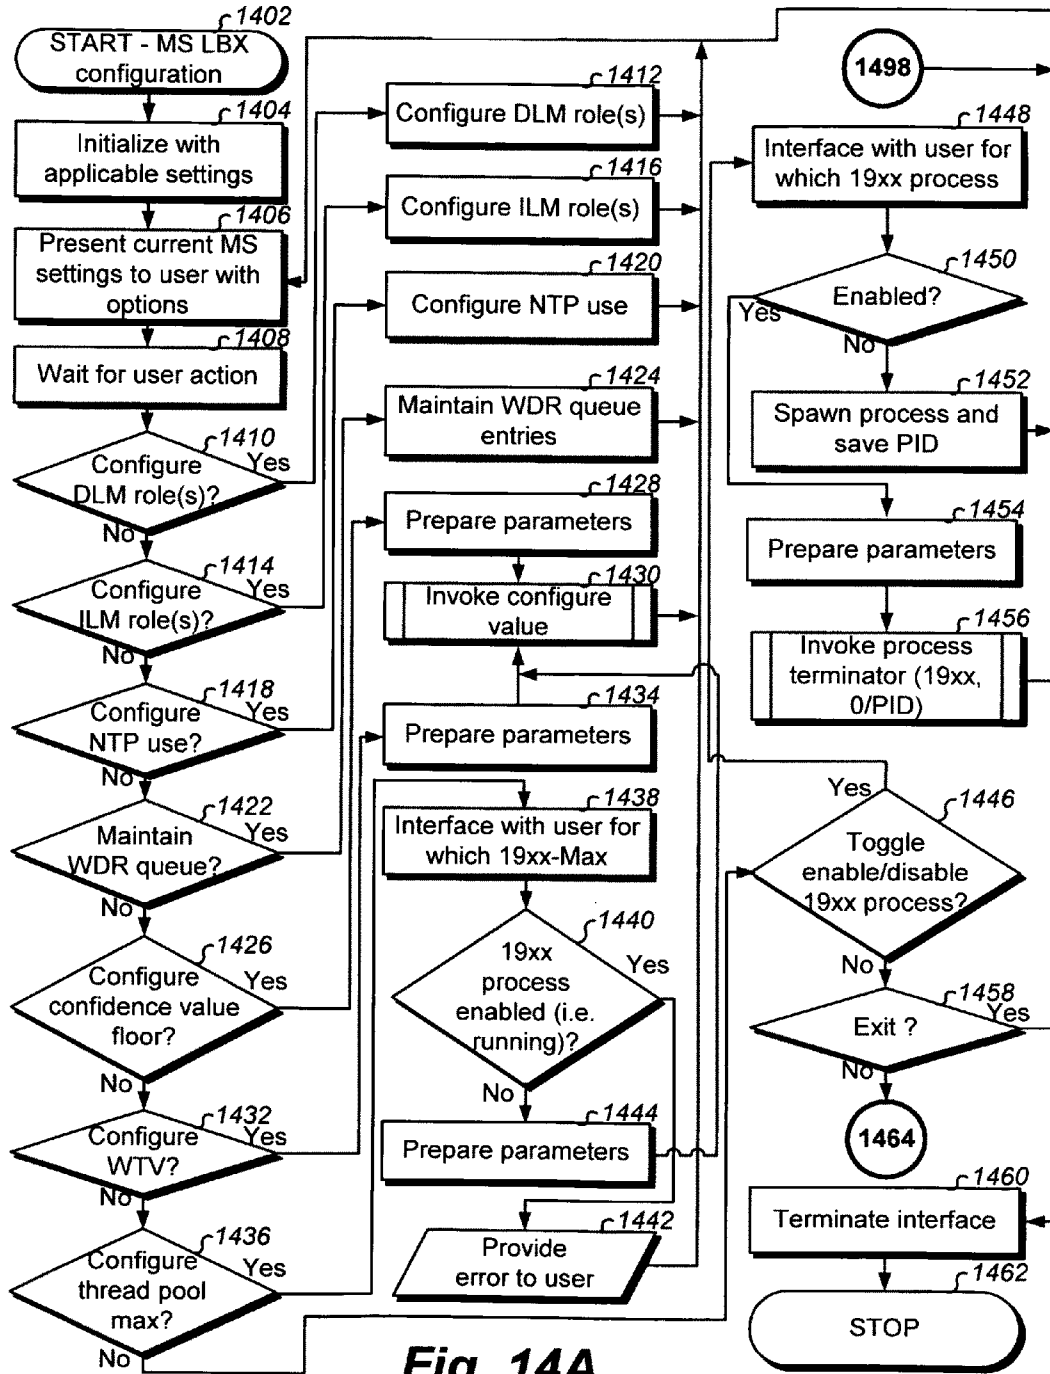 1402
START - MS LBX
configuration
1404
Initialize with
applicable settings
1406
Present current MS
settings to user with
options
1408
Wait for user action
1410
Configure
DLM role(s)?
Yes
No
1414
Configure
ILM role(s)?
Yes
No
1418
Configure
NTP use?
Yes
No
1422
Maintain
WDR queue?
Yes
No
1426
Configure
confidence value
floor?
Yes
No
1432
Configure
WTV?
Yes
No
1436
Configure
thread pool
max?
Yes
No
1412
Configure DLM role(s)
1416
Configure ILM role(s)
1420
Configure NTP use
1424
Maintain WDR queue
entries
1428
Prepare parameters
1430
Invoke configure
value
1434
Prepare parameters
1438
Interface with user for
which 19xx-Max
1440
19xx
process
enabled (i.e.
running)?
Yes
No
1444
Prepare parameters
1442
Provide
error to user
1498
1448
Interface with user for
which 19xx process
1450
Enabled?
Yes
No
1452
Spawn process and
save PID
1454
Prepare parameters
1456
Invoke process
terminator (19xx,
0/PID)
1446
Yes
Toggle
enable/disable
19xx process?
No
1458
Exit ?
Yes
No
1464
1460
Terminate interface
1462
STOP
Fig. 14A